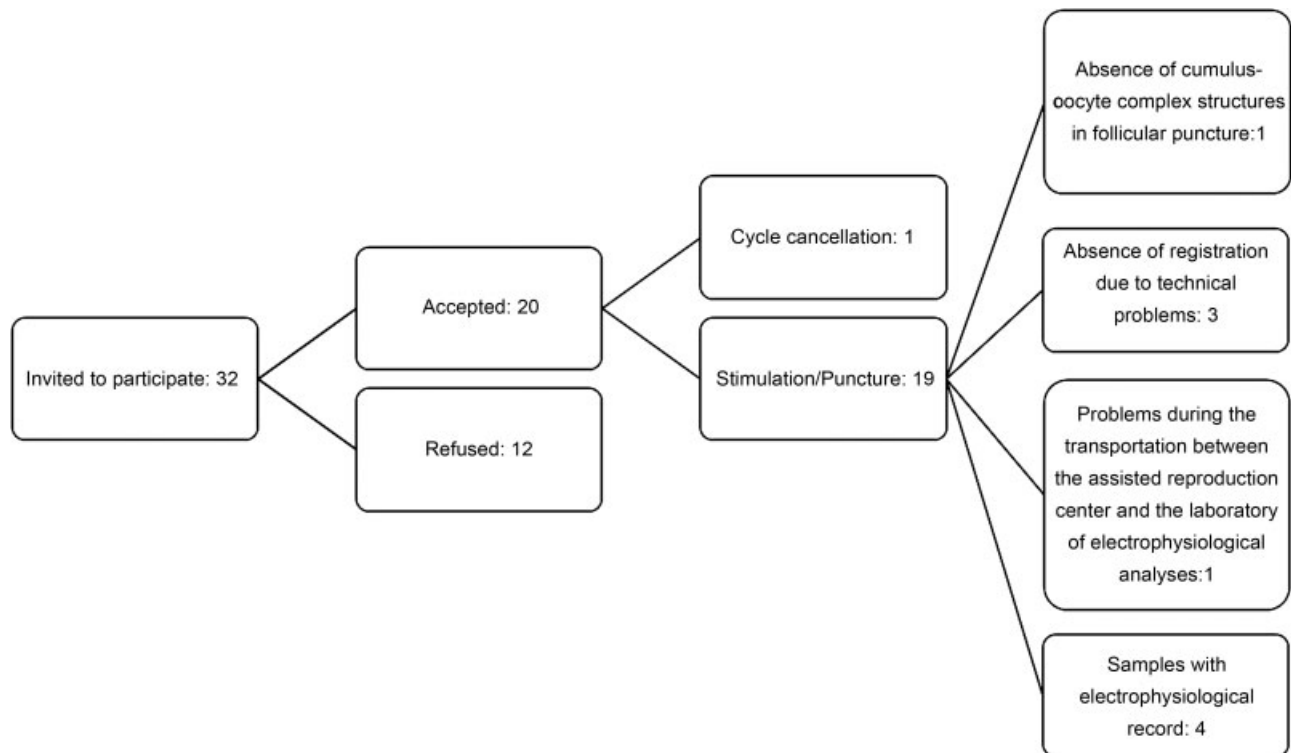 Invited to participate: 32
Accepted: 20
Refused: 12
Cycle cancellation: 1
Stimulation/Puncture: 19
Absence of cumulus-
oocyte complex structures
in follicular puncture:1
Absence of registration
due to technical
problems: 3
Problems during the
transportation between
the assisted reproduction
center and the laboratory
of electrophysiological
analyses:1
Samples with
electrophysiological
record: 4